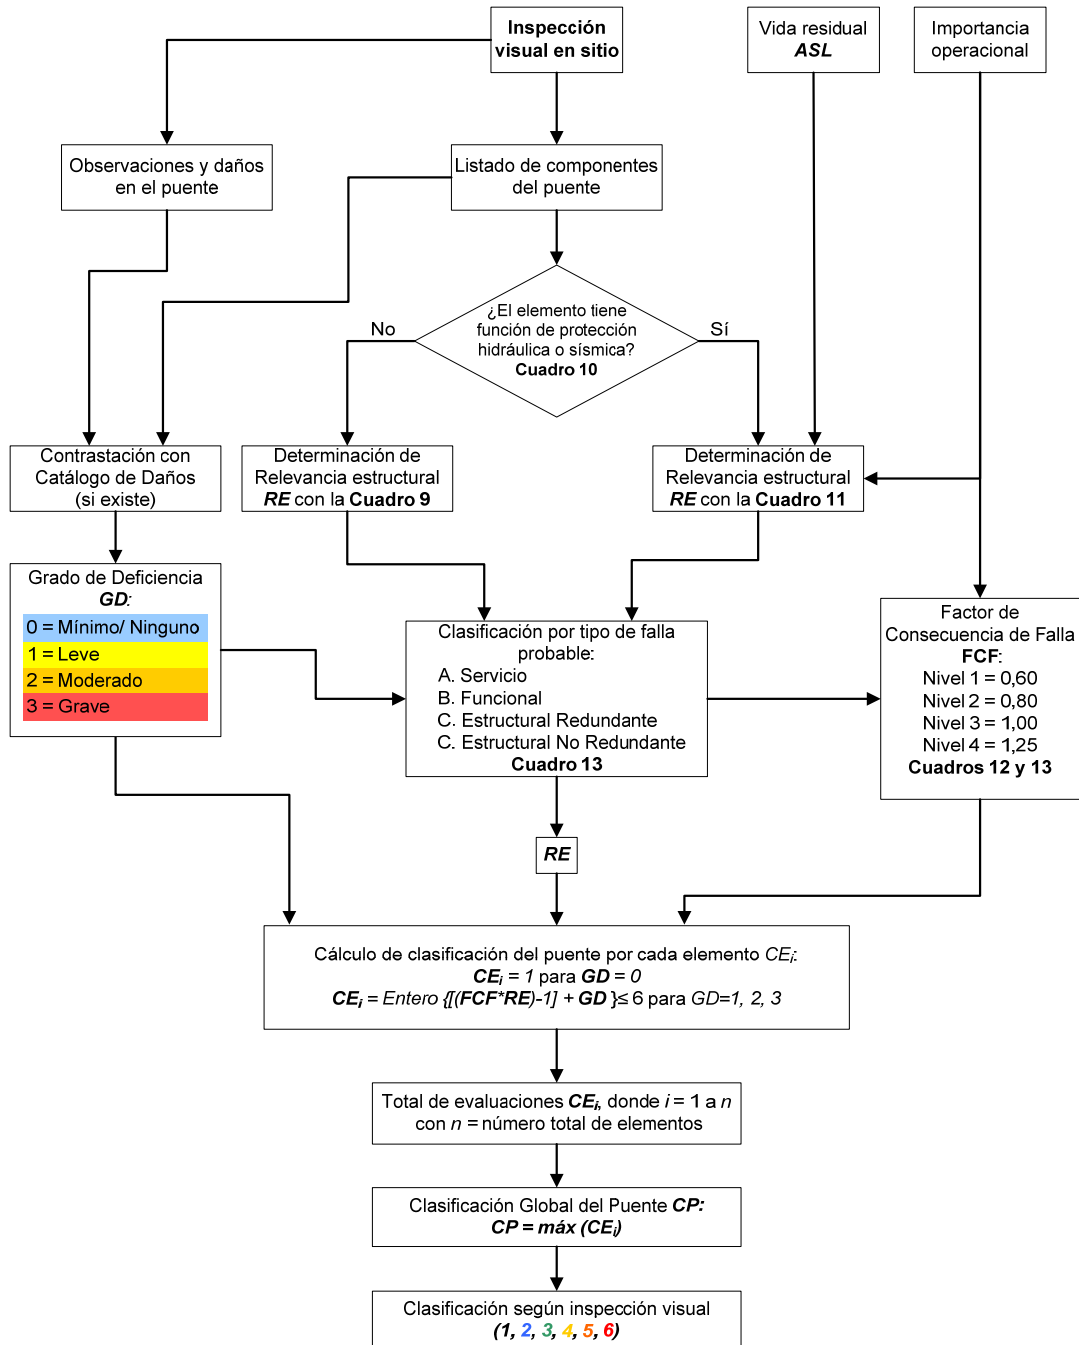 Inspección
visual en sitio
Vida residual
ASL
Importancia
operacional
Observaciones y daños
en el puente
Listado de componentes
del puente
¿El elemento tiene
función de protección
hidráulica o sísmica?
Cuadro 10
No
Sí
Contrastación con
Catálogo de Daños
(si existe)
Determinación de
Relevancia estructural
RE con la Cuadro 9
Determinación de
Relevancia estructural
RE con la Cuadro 11
Grado de Deficiencia
GD:
0 = Mínimo/ Ninguno
1 = Leve
2 = Moderado
3 = Grave
Clasificación por tipo de falla
probable:
A. Servicio
B. Funcional
C. Estructural Redundante
C. Estructural No Redundante
Cuadro 13
Factor de
Consecuencia de Falla
FCF:
Nivel 1 = 0,60
Nivel 2 = 0,80
Nivel 3 = 1,00
Nivel 4 = 1,25
Cuadros 12 y 13
RE
Cálculo de clasificación del puente por cada elemento CEi:
CEi = 1 para GD = 0
CEi = Entero {[(FCF*RE)-1] + GD }≤ 6 para GD=1, 2, 3
Total de evaluaciones CEi, donde i = 1 a n
con n = número total de elementos
Clasificación Global del Puente CP:
CP = máx (CEi)
Clasificación según inspección visual
(1, 2, 3, 4, 5, 6)